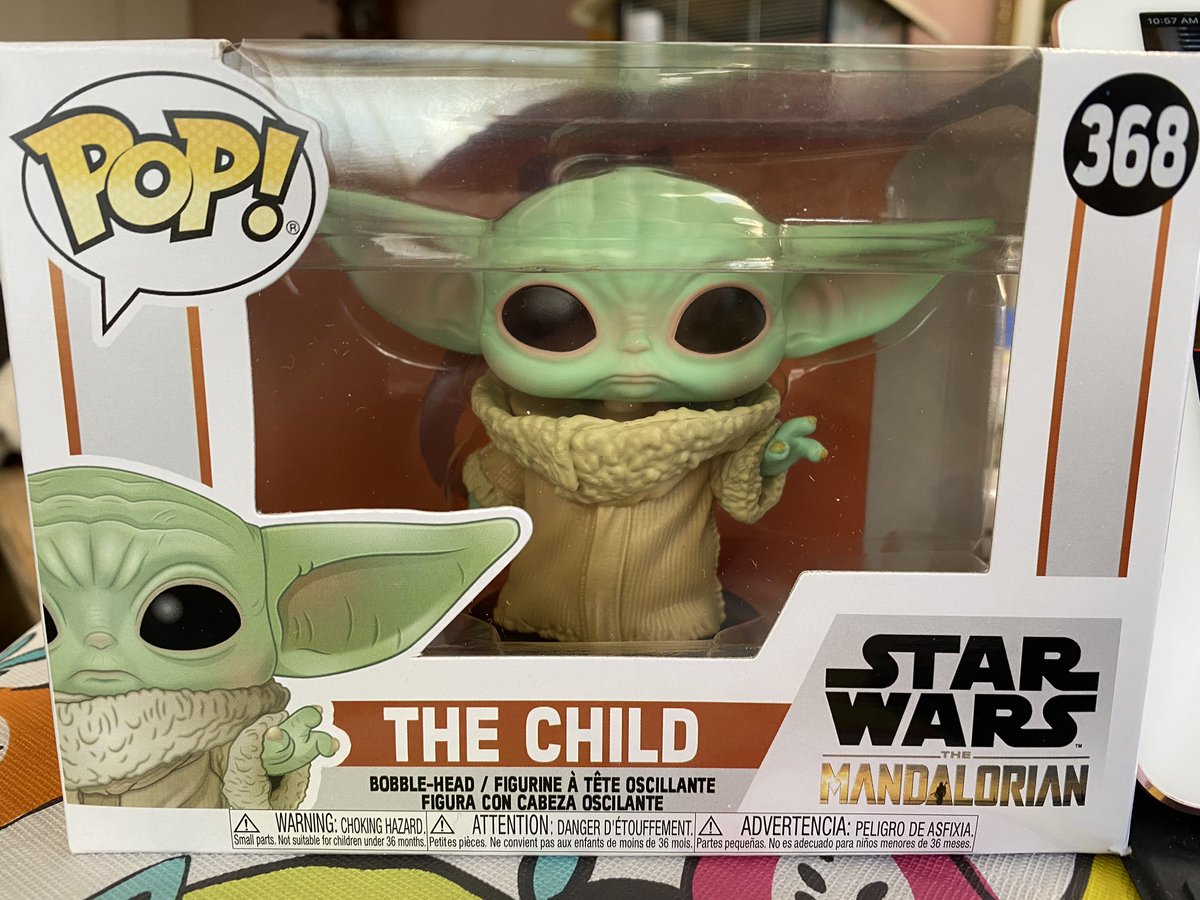 10:57 AM
POP!®
368
STAR
WARS™
THE
MANDALORIAN
THE CHILD
BOBBLE-HEAD / FIGURINE À TÊTE OSCILLANTE
FIGURA CON CABEZA OSCILANTE
WARNING: CHOKING HAZARD.
Small parts. Not suitable for children under 36 months.
ATTENTION: DANGER D'ÉTOUFFEMENT.
Petites pièces. Ne convient pas aux enfants de moins de 36 mois.
ADVERTENCIA: PELIGRO DE ASFIXIA.
Partes pequeñas. No es adecuado para niños menores de 36 meses.